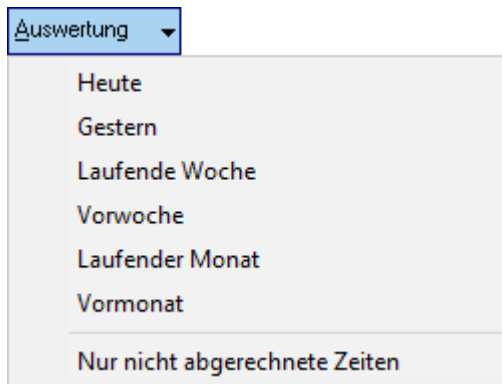 Auswertung
Heute
Gestern
Laufende Woche
Vorwoche
Laufender Monat
Vormonat
Nur nicht abgerechnete Zeiten